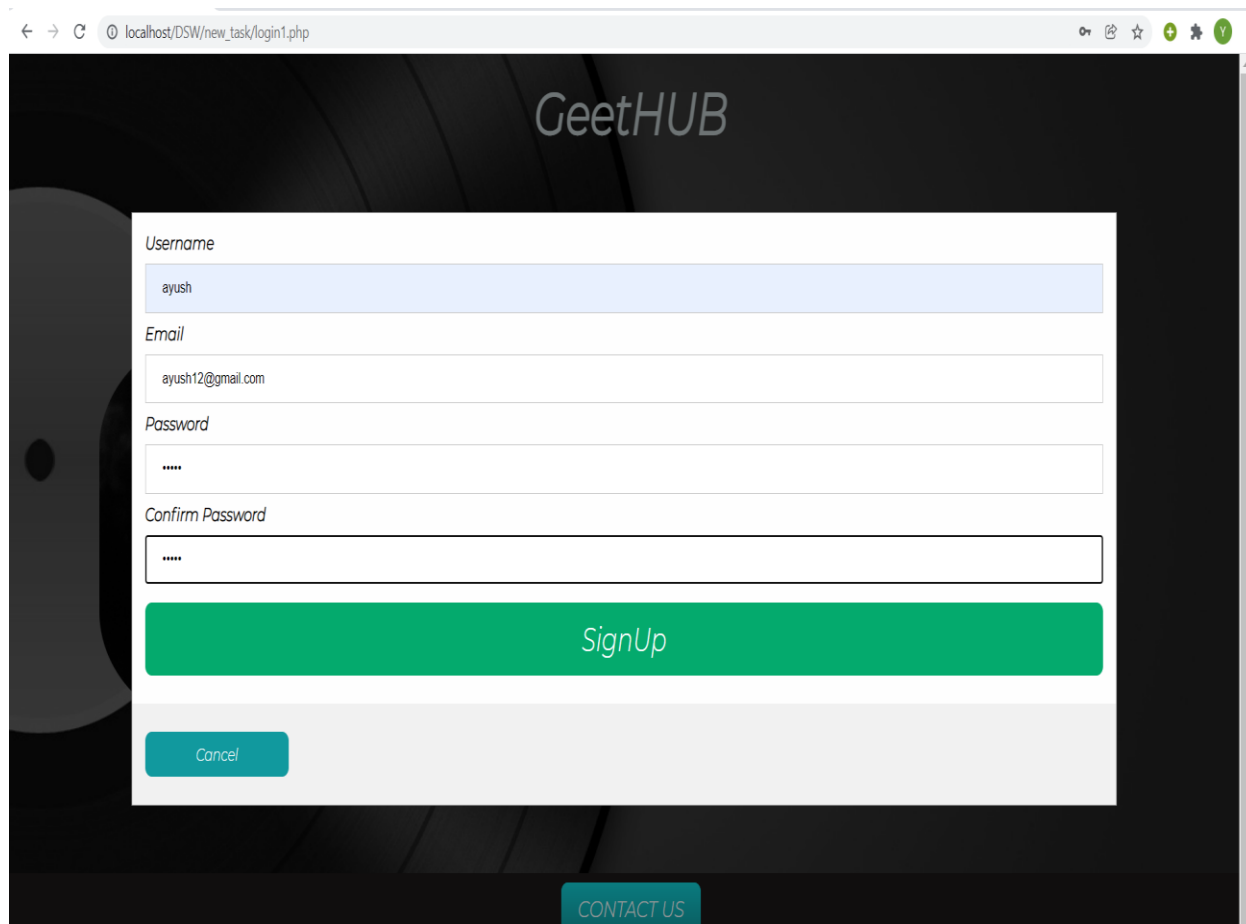 localhost/DSW/new_task/login1.php
Y
GeetHUB
Username
ayush
Email
ayush12@gmail.com
Password
•••••
Confirm Password
•••••
SignUp
Cancel
CONTACT US